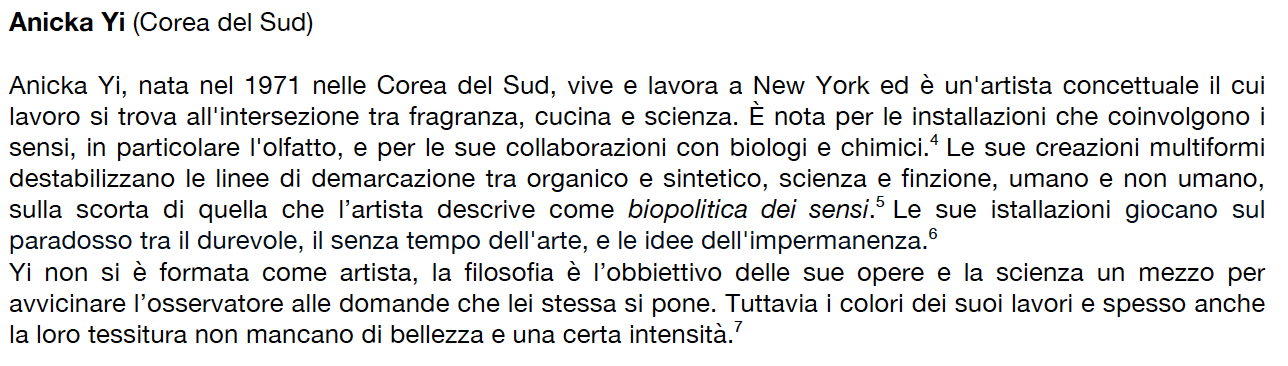 Anicka Yi (Corea del Sud)
Anicka Yi, nata nel 1971 nelle Corea del Sud, vive e lavora a New York ed è un'artista concettuale il cui
lavoro si trova all'intersezione tra fragranza, cucina e scienza. È nota per le installazioni che coinvolgono i
sensi, in particolare l'olfatto, e per le sue collaborazioni con biologi e chimici.⁴ Le sue creazioni multiformi
destabilizzano le linee di demarcazione tra organico e sintetico, scienza e finzione, umano e non umano,
sulla scorta di quella che l’artista descrive come biopolitica dei sensi.⁵ Le sue istallazioni giocano sul
paradosso tra il durevole, il senza tempo dell'arte, e le idee dell'impermanenza.⁶
Yi non si è formata come artista, la filosofia è l’obbiettivo delle sue opere e la scienza un mezzo per
avvicinare l’osservatore alle domande che lei stessa si pone. Tuttavia i colori dei suoi lavori e spesso anche
la loro tessitura non mancano di bellezza e una certa intensità.⁷